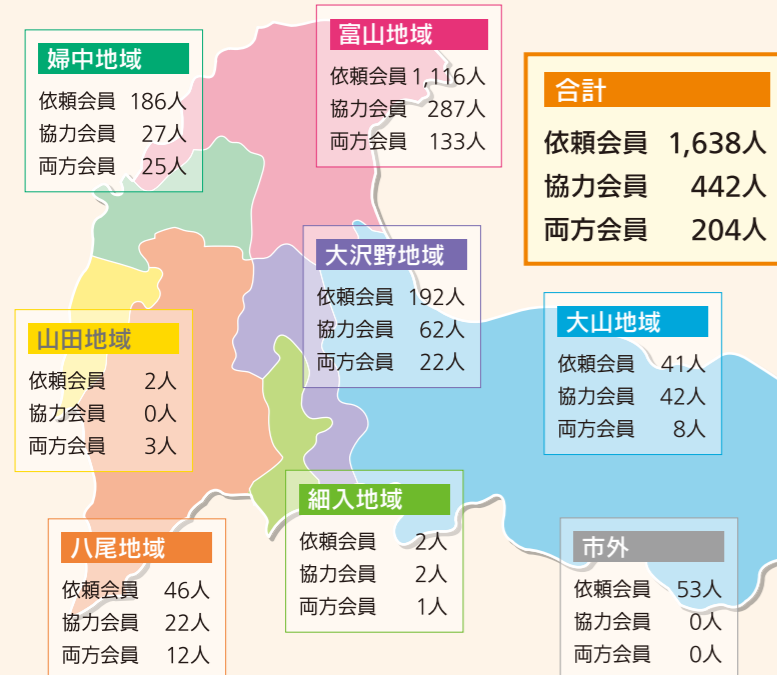 婦中地域
依頼会員 186人
協力会員 27人
両方会員 25人
富山地域
依頼会員 1,116人
協力会員 287人
両方会員 133人
合計
依頼会員 1,638人
協力会員 442人
両方会員 204人
大沢野地域
依頼会員 192人
協力会員 62人
両方会員 22人
山田地域
依頼会員 2人
協力会員 0人
両方会員 3人
大山地域
依頼会員 41人
協力会員 42人
両方会員 8人
八尾地域
依頼会員 46人
協力会員 22人
両方会員 12人
細入地域
依頼会員 2人
協力会員 2人
両方会員 1人
市外
依頼会員 53人
協力会員 0人
両方会員 0人